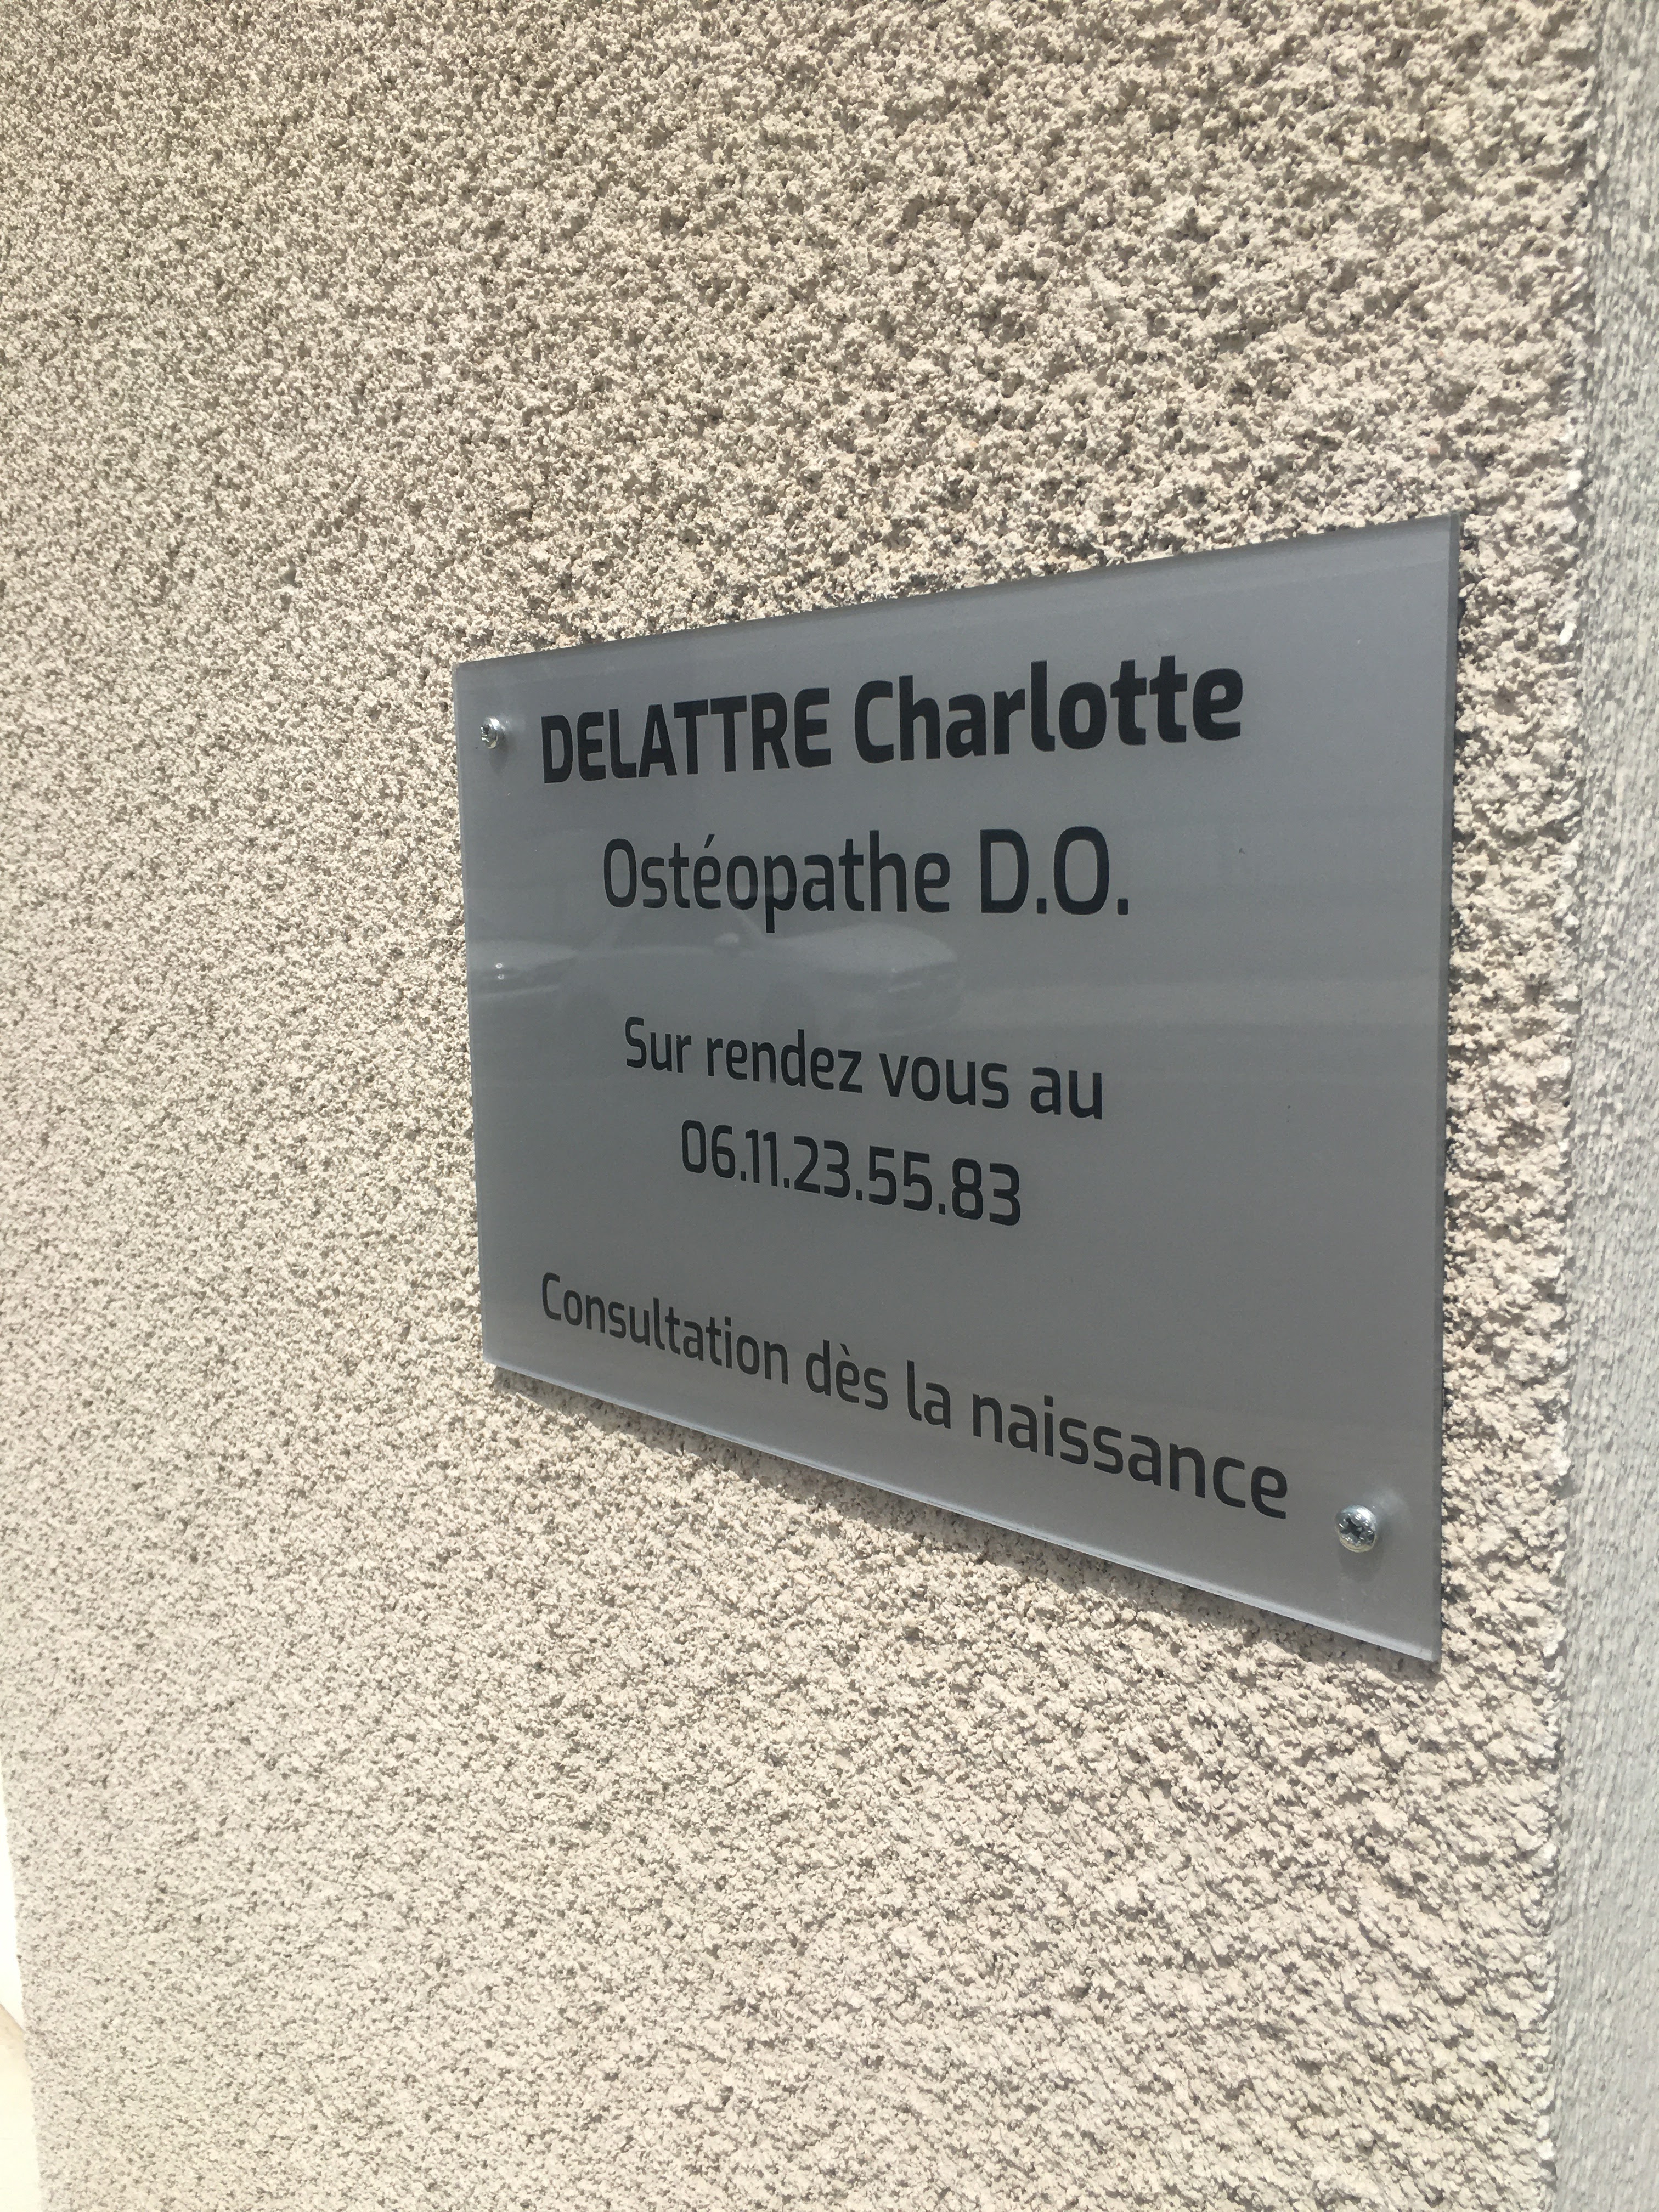 DELATTRE Charlotte
Ostéopathe D.O.
Sur rendez vous au
06.11.23.55.83
Consultation dès la naissance